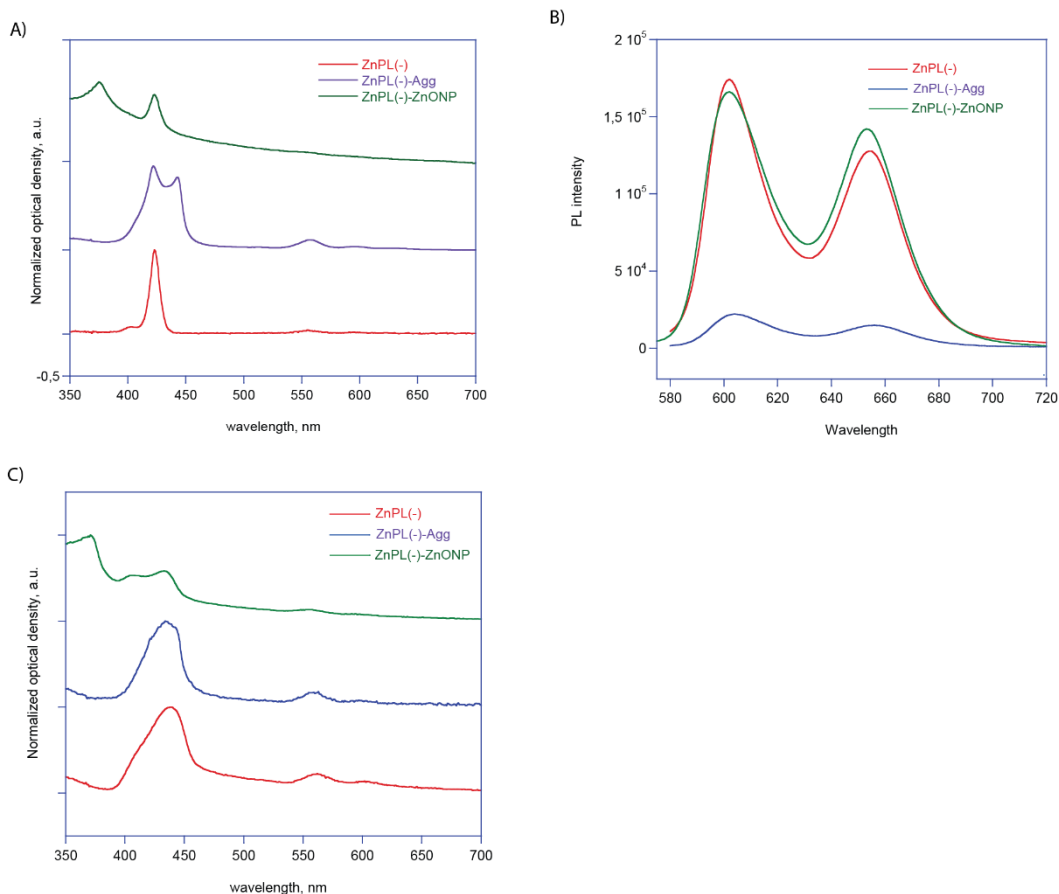 A)
ZnPL(-)
ZnPL(-)-Agg
ZnPL(-)-ZnONP
Normalized optical density, a.u.
-0,5
350 400 450 500 550 600 650 700
wavelength, nm
B)
2 10⁵
1,5 10⁵
1 10⁵
5 10⁴
0
PL intensity
ZnPL(-)
ZnPL(-)-Agg
ZnPL(-)-ZnONP
580 600 620 640 660 680 700 720
Wavelength
C)
ZnPL(-)
ZnPL(-)-Agg
ZnPL(-)-ZnONP
Normalized optical density, a.u.
350 400 450 500 550 600 650 700
wavelength, nm